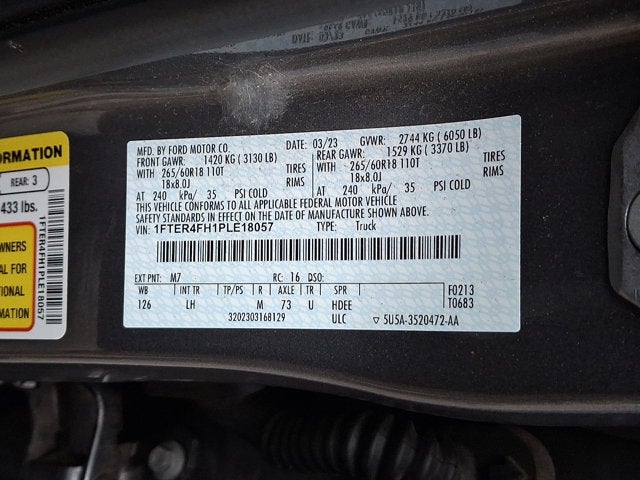 MFD. BY FORD MOTOR CO.
DATE: 03/23 GVWR: 2744 KG ( 6050 LB)
FRONT GAWR: 1420 KG ( 3130 LB)
REAR GAWR: 1529 KG ( 3370 LB)
WITH 265/60R18 110T TIRES
WITH 265/60R18 110T TIRES
18x8.0J RIMS
18x8.0J RIMS
AT 240 kPa/ 35 PSI COLD
AT 240 kPa/ 35 PSI COLD
THIS VEHICLE CONFORMS TO ALL APPLICABLE FEDERAL MOTOR VEHICLE
SAFETY STANDARDS IN EFFECT ON THE DATE OF MANUFACTURE SHOWN ABOVE.
VIN: 1FTER4FH1PLE18057 TYPE: Truck
EXT PNT: M7 RC: 16 DSO:
WB INT TR TP/PS R AXLE TR SPR
126 LH M 73 U HDEE
F0213
T0683
3202303168129 ULC ▽ 5U5A-3520472-AA
ORMATION
REAR: 3
433 lbs.
WNERS
AL FOR
TIONAL
MATION
1FTER4FH1PLE18057